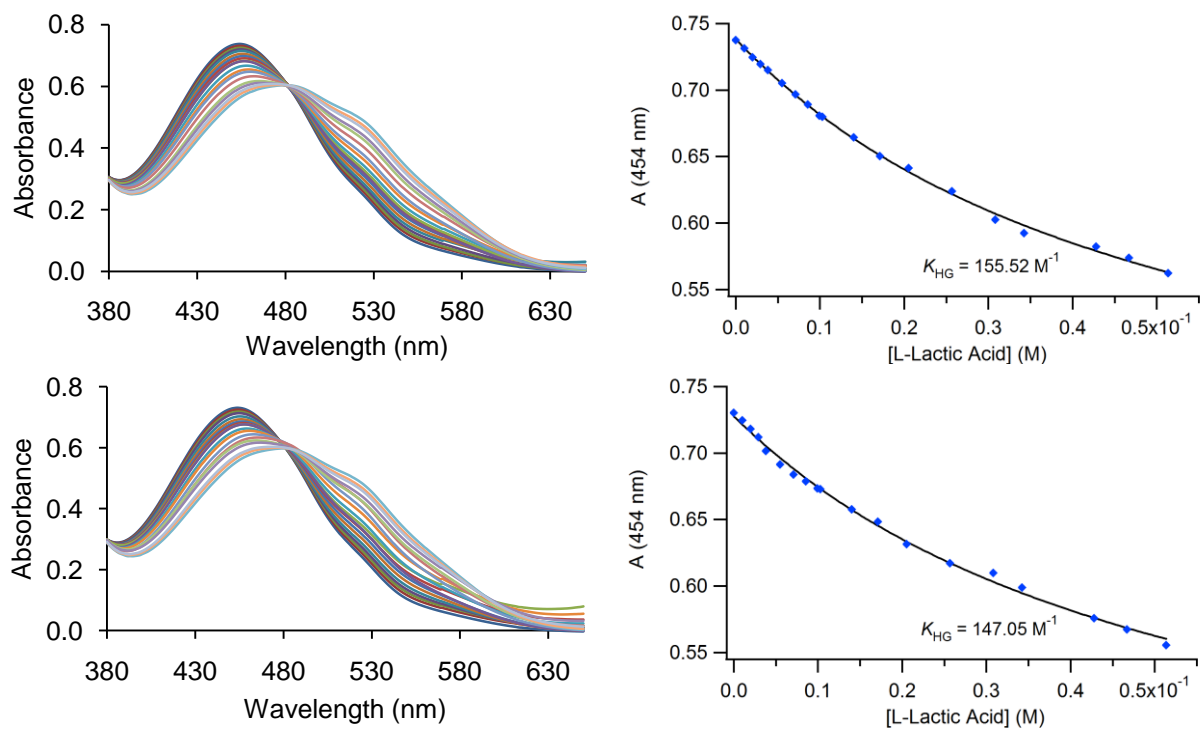 0.8
0.6
0.4
0.2
0.0
Absorbance
380 430 480 530 580 630
Wavelength (nm)
0.75
0.70
0.65
0.60
0.55
A (454 nm)
K_HG = 155.52 M⁻¹
0.0 0.1 0.2 0.3 0.4 0.5x10⁻¹
[L-Lactic Acid] (M)
0.8
0.6
0.4
0.2
0.0
Absorbance
380 430 480 530 580 630
Wavelength (nm)
0.75
0.70
0.65
0.60
0.55
A (454 nm)
K_HG = 147.05 M⁻¹
0.0 0.1 0.2 0.3 0.4 0.5x10⁻¹
[L-Lactic Acid] (M)